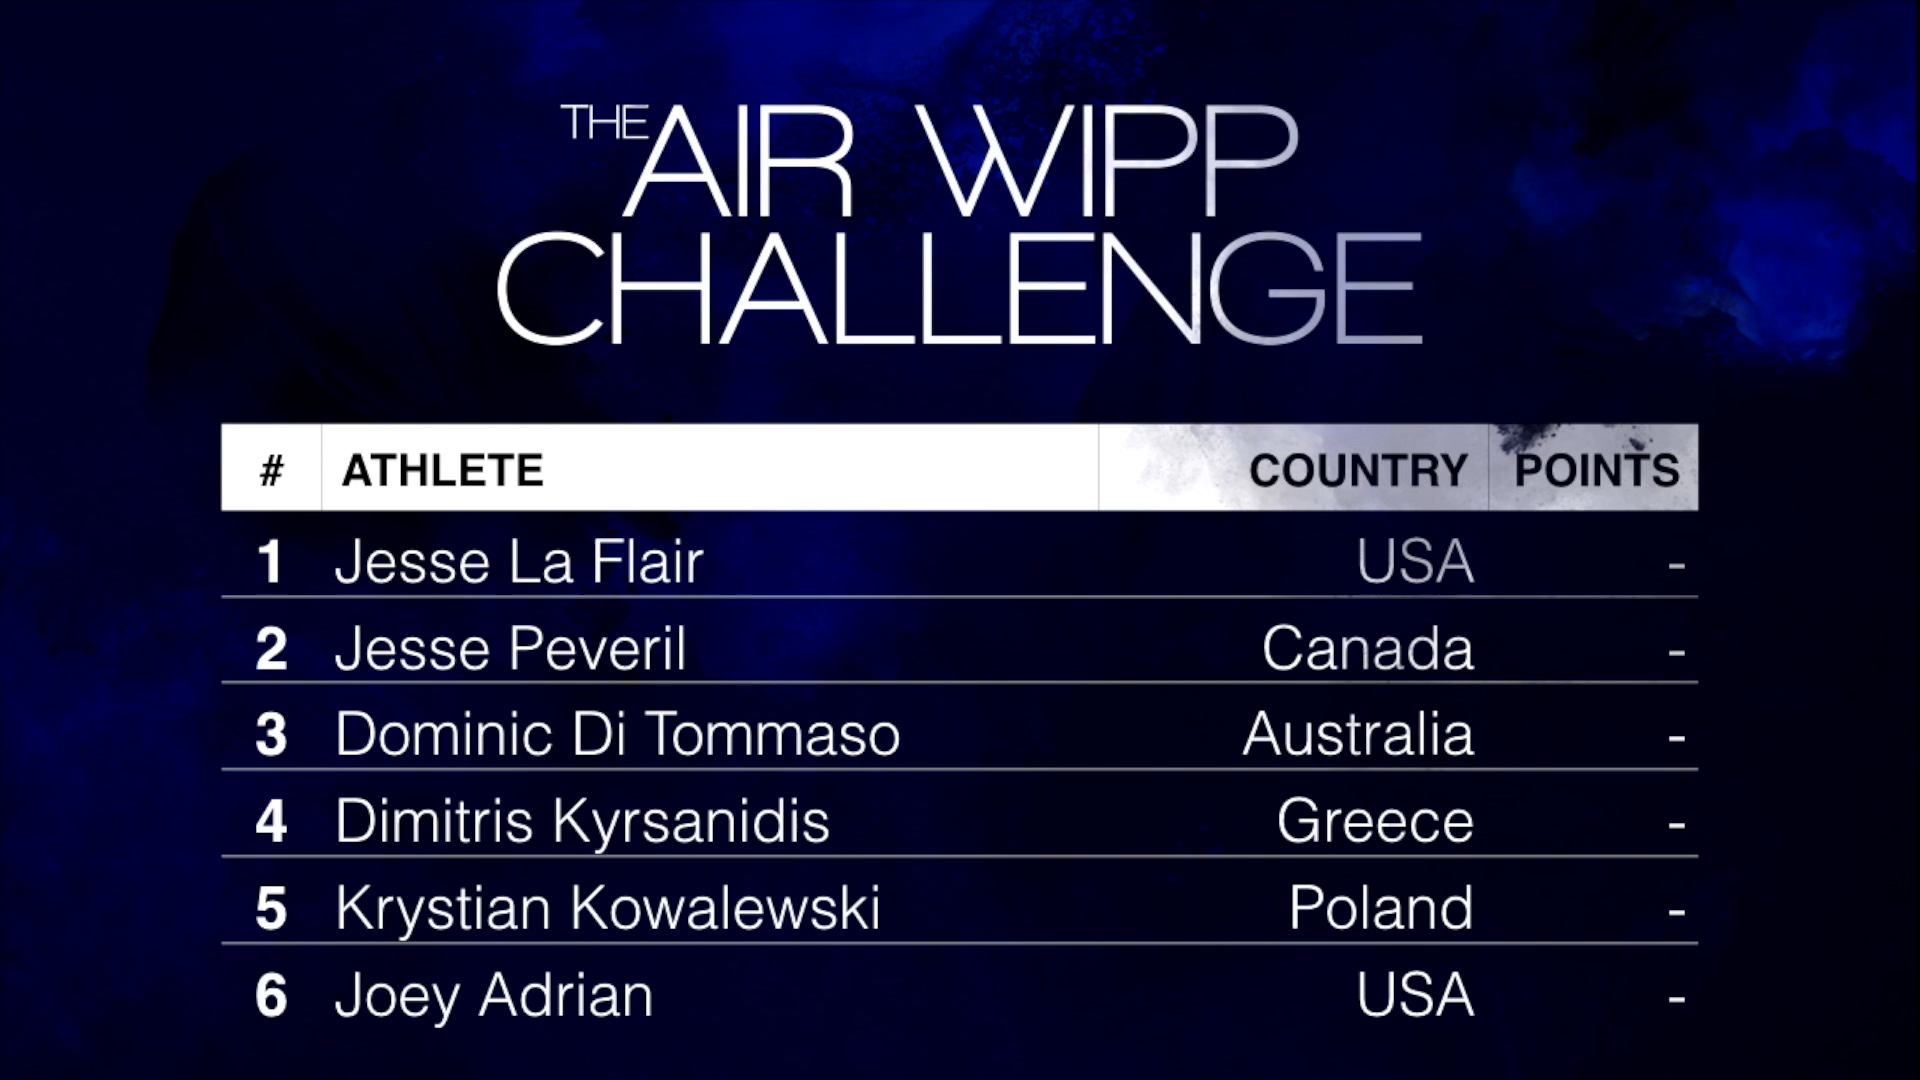 THE AIR WIPP
CHALLENGE
# ATHLETE COUNTRY POINTS
1 Jesse La Flair USA -
2 Jesse Peveril Canada -
3 Dominic Di Tommaso Australia -
4 Dimitris Kyrsanidis Greece -
5 Krystian Kowalewski Poland -
6 Joey Adrian USA -